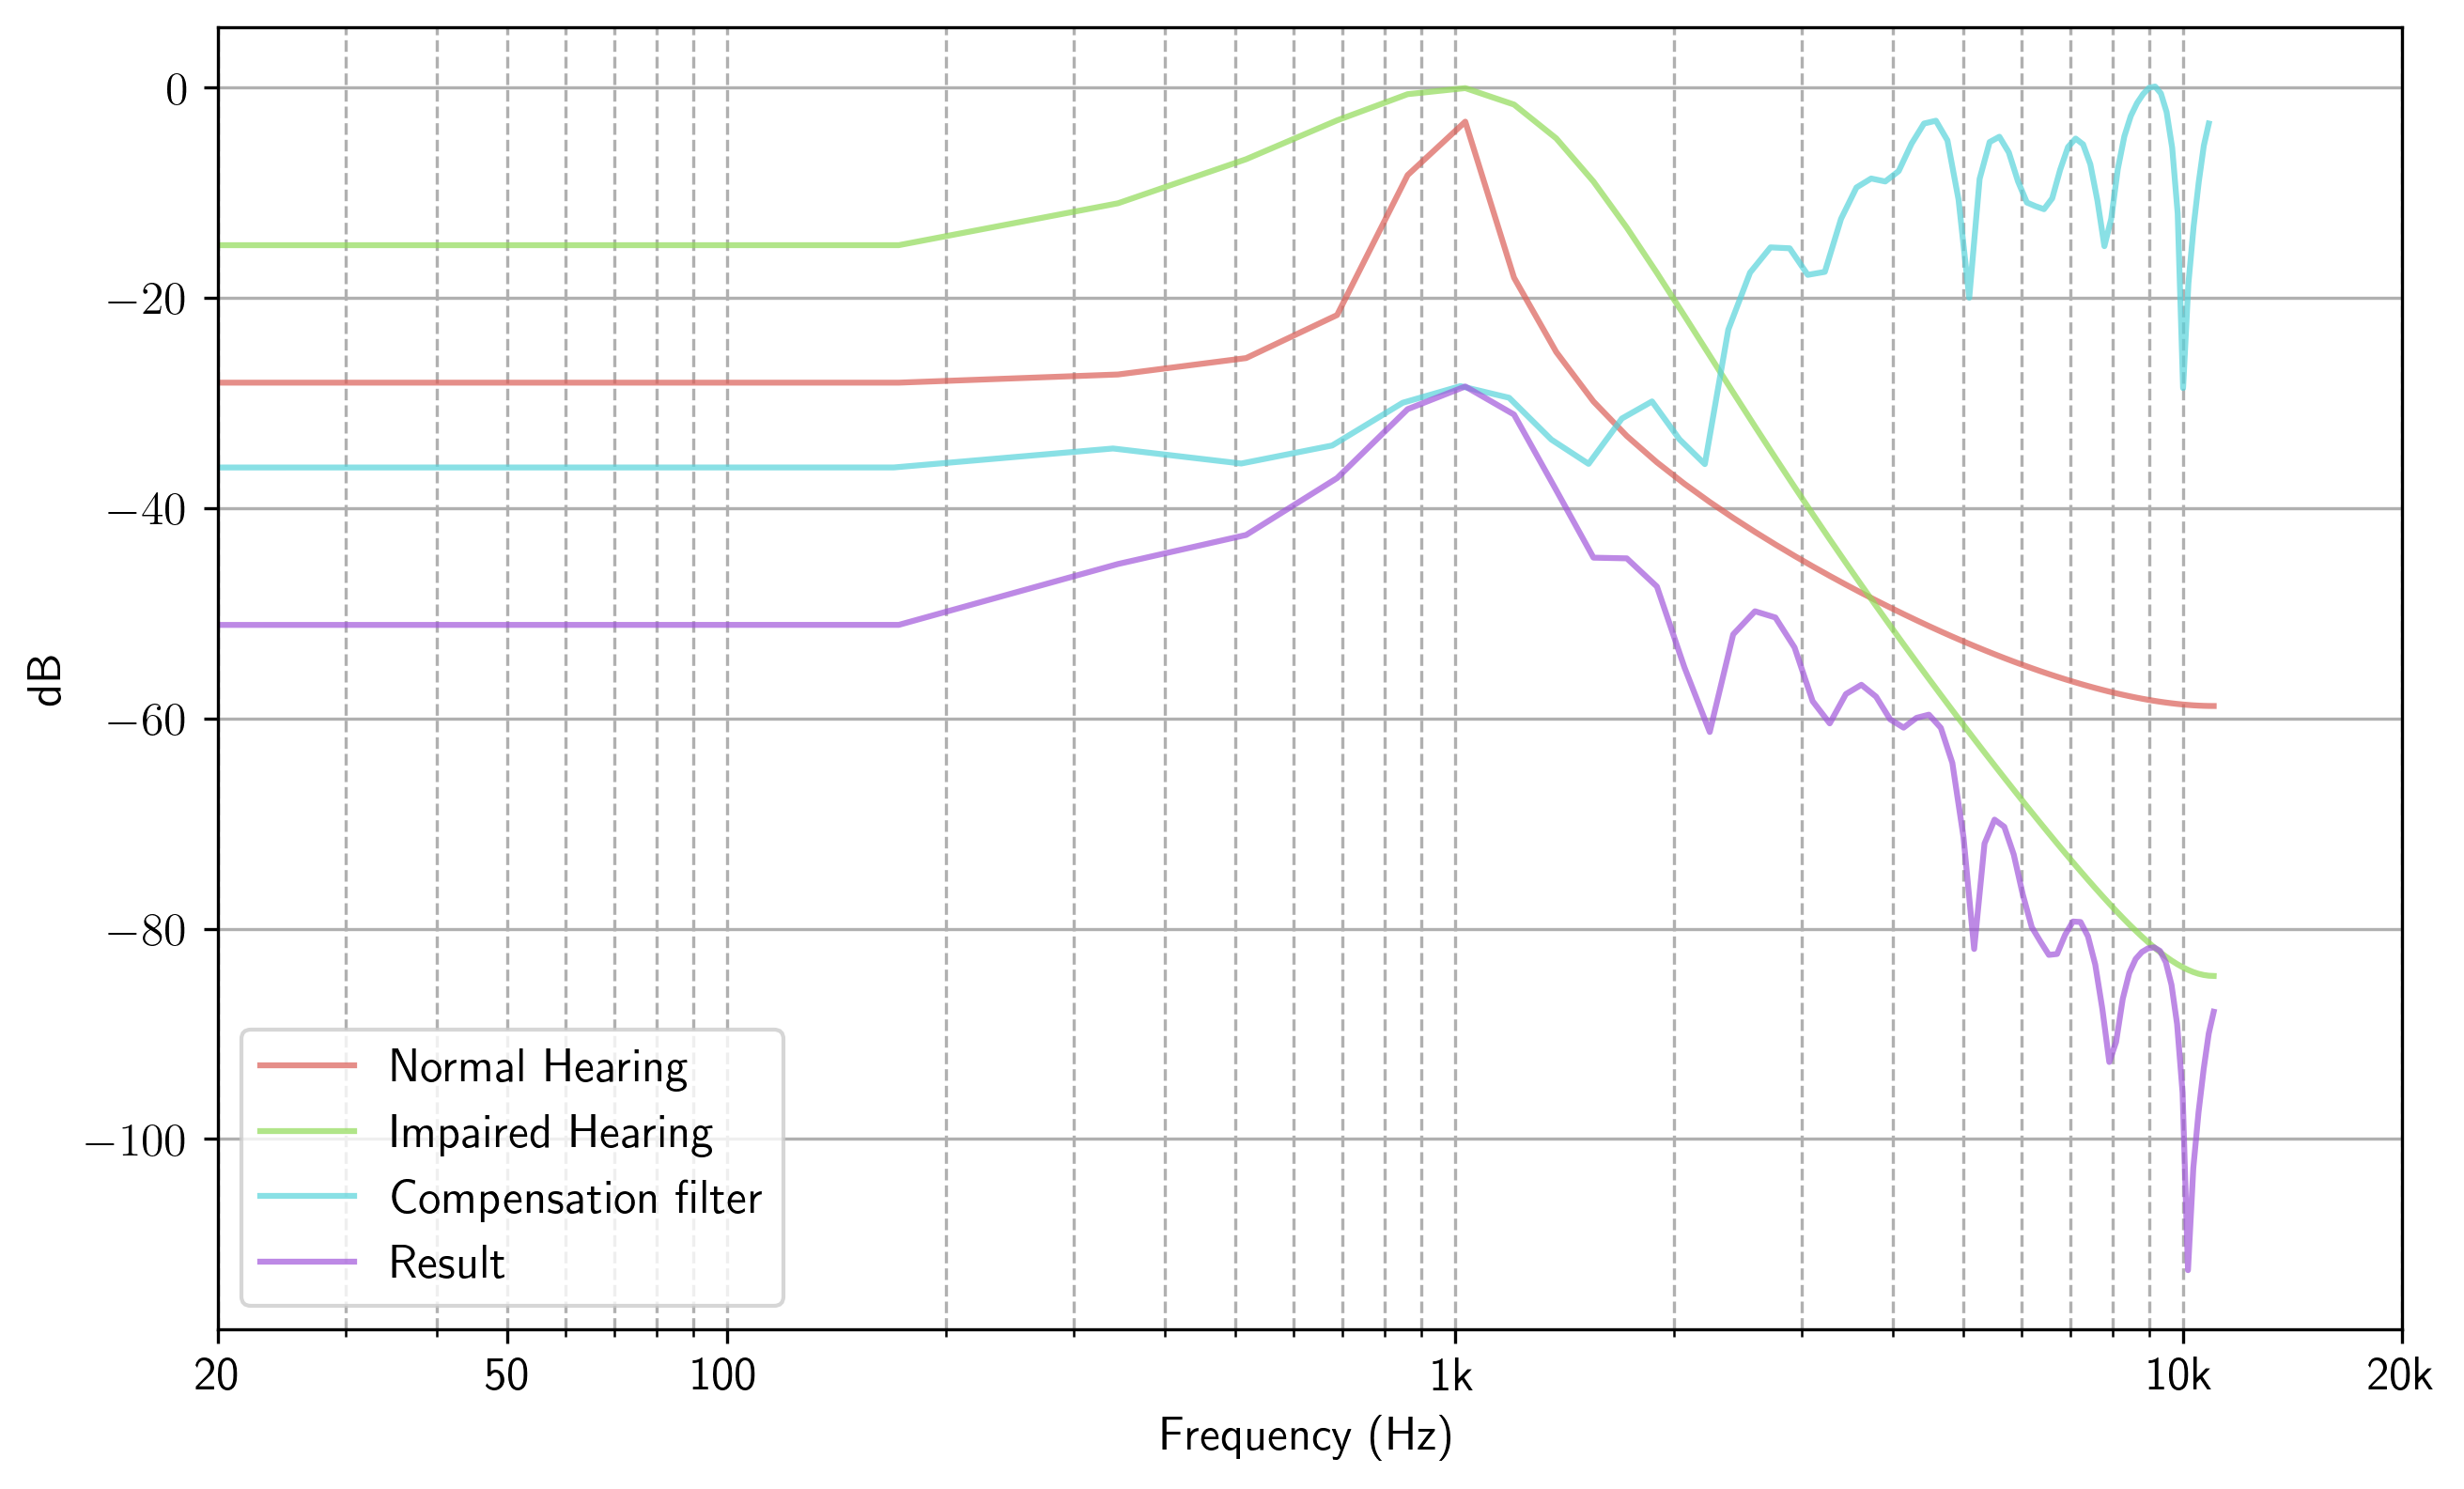 0
−20
−40
−60
−80
−100
dB
Normal Hearing
Impaired Hearing
Compensation filter
Result
20 50 100 1k 10k 20k
Frequency (Hz)